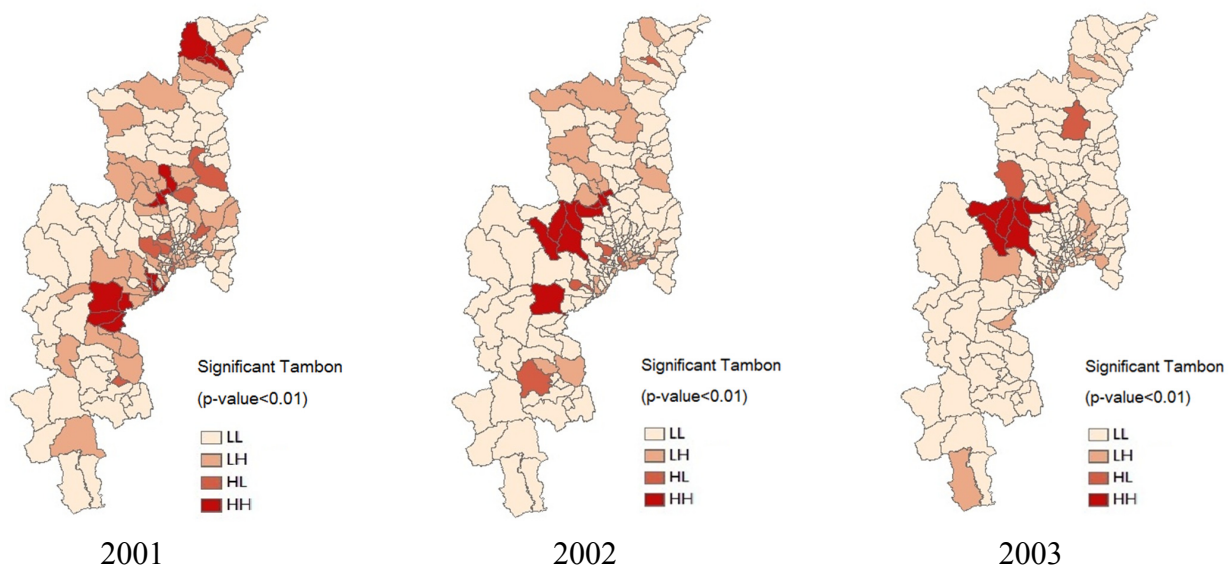 Significant Tambon
(p-value<0.01)
LL
LH
HL
HH
2001
Significant Tambon
(p-value<0.01)
LL
LH
HL
HH
2002
Significant Tambon
(p-value<0.01)
LL
LH
HL
HH
2003